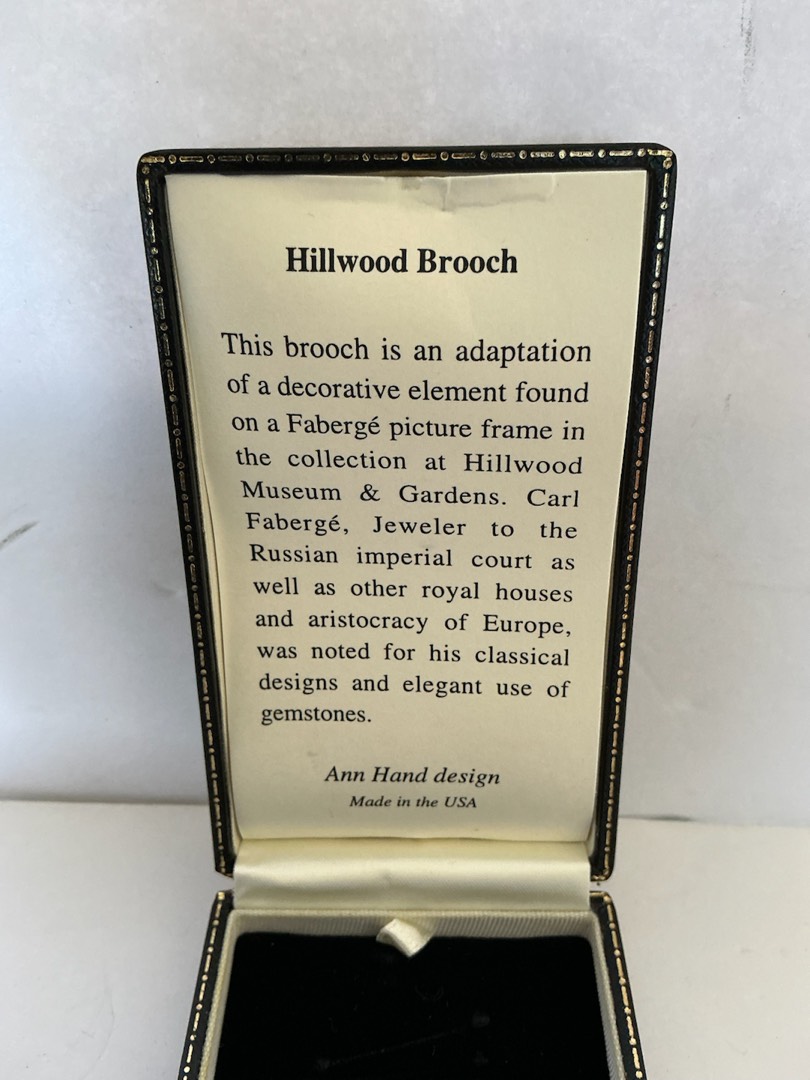 Hillwood Brooch
This brooch is an adaptation
of a decorative element found
on a Fabergé picture frame in
the collection at Hillwood
Museum & Gardens. Carl
Fabergé, Jeweler to the
Russian imperial court as
well as other royal houses
and aristocracy of Europe,
was noted for his classical
designs and elegant use of
gemstones.
Ann Hand design
Made in the USA